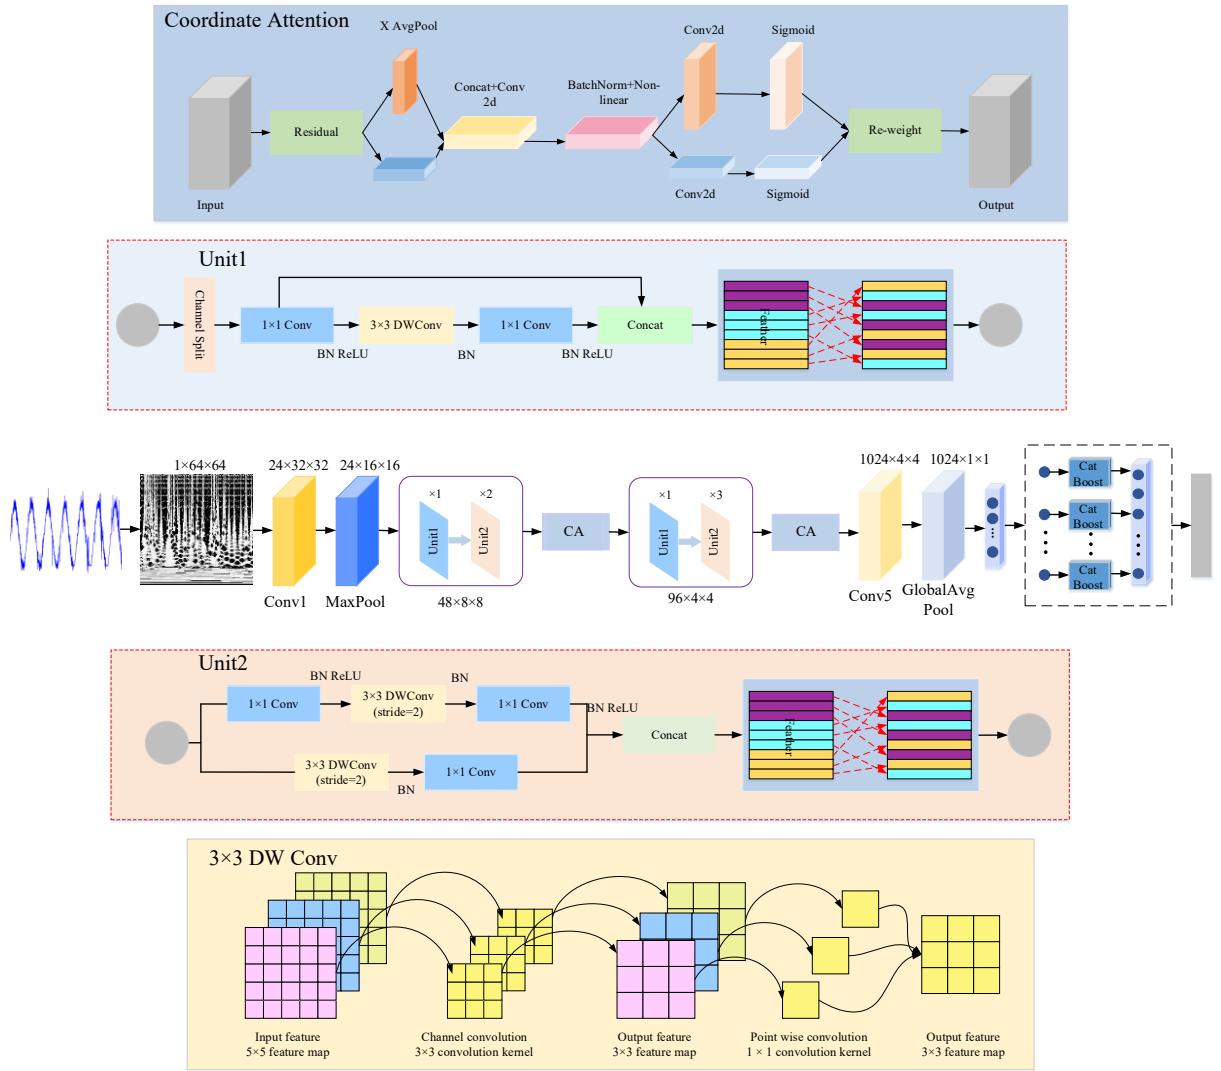 Coordinate Attention
X AvgPool
Conv2d
Sigmoid
Concat+Conv
2d
BatchNorm+Non-
linear
Residual
Re-weight
Conv2d
Sigmoid
Input
Output
Unit1
Channel Split
1×1 Conv
3×3 DWConv
1×1 Conv
Concat
Feather
BN ReLU
BN
BN ReLU
1×64×64
24×32×32
24×16×16
1024×4×4
1024×1×1
×1
×2
×1
×3
Unit1
Unit2
CA
Unit1
Unit2
CA
Cat
Boost
Cat
Boost
Cat
Boost
Conv1
MaxPool
48×8×8
96×4×4
Conv5
GlobalAvg
Pool
Unit2
BN ReLU
BN
1×1 Conv
3×3 DWConv
(stride=2)
1×1 Conv
BN ReLU
Concat
Feather
3×3 DWConv
(stride=2)
1×1 Conv
BN
3×3 DW Conv
Input feature
5×5 feature map
Channel convolution
3×3 convolution kernel
Output feature
3×3 feature map
Point wise convolution
1 × 1 convolution kernel
Output feature
3×3 feature map